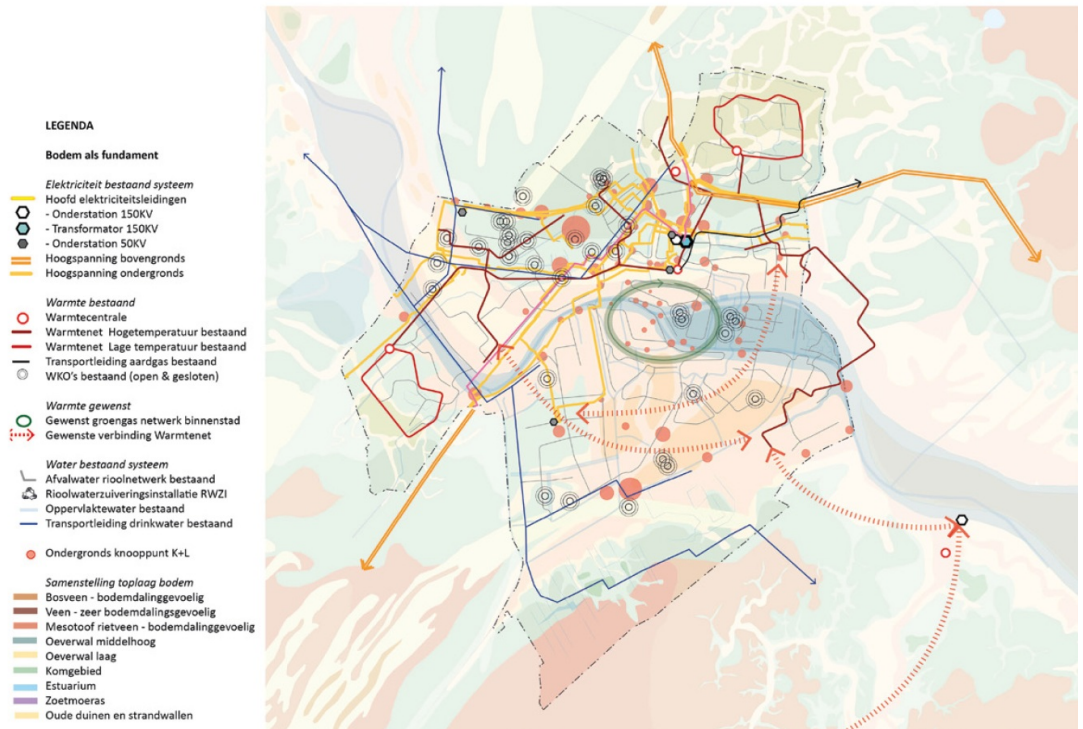 LEGENDA
Bodem als fundament
Elektriciteit bestaand systeem
Hoofd elektriciteitsleidingen
- Onderstation 150KV
- Transformator 150KV
- Onderstation 50KV
Hoogspanning bovengronds
Hoogspanning ondergronds
Warmte bestaand
Warmtecentrale
Warmtenet  Hogetemperatuur bestaand
Warmtenet  Lage temperatuur bestaand
Transportleiding aardgas bestaand
WKO's bestaand (open & gesloten)
Warmte gewenst
Gewenst groengas netwerk binnenstad
Gewenste verbinding Warmtenet
Water bestaand systeem
Afvalwater rioolnetwerk bestaand
Rioolwaterzuiveringsinstallatie RWZI
Oppervlaktewater bestaand
Transportleiding drinkwater bestaand
Ondergronds knooppunt K+L
Samenstelling toplaag bodem
Bosveen - bodemdalinggevoelig
Veen - zeer bodemdalingsgevoelig
Mesotoof rietveen - bodemdalinggevoelig
Oeverwal middelhoog
Oeverwal laag
Komgebied
Estuarium
Zoetmoeras
Oude duinen en strandwallen